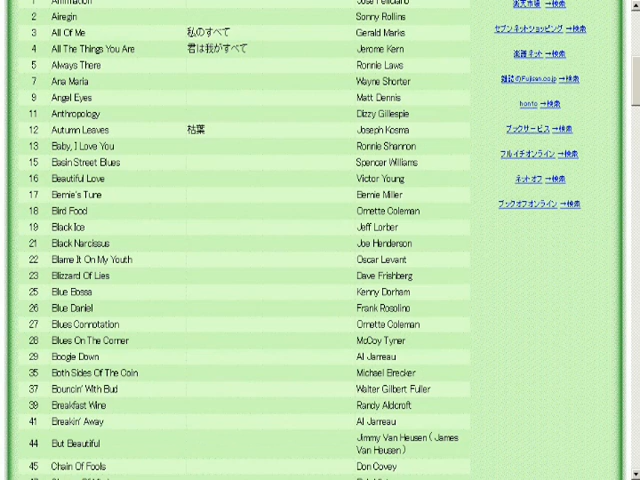 1 Affirmation José Feliciano
2 Airegin Sonny Rollins
3 All Of Me 私のすべて Gerald Marks
4 All The Things You Are 君は我がすべて Jerome Kern
5 Always There Ronnie Laws
7 Ana Maria Wayne Shorter
9 Angel Eyes Matt Dennis
11 Anthropology Dizzy Gillespie
12 Autumn Leaves 枯葉 Joseph Kosma
13 Baby, I Love You Ronnie Shannon
15 Basin Street Blues Spencer Williams
16 Beautiful Love Victor Young
17 Bernie's Tune Bernie Miller
18 Bird Food Ornette Coleman
19 Black Ice Jeff Lorber
21 Black Narcissus Joe Henderson
22 Blame It On My Youth Oscar Levant
23 Blizzard Of Lies Dave Frishberg
25 Blue Bossa Kenny Dorham
26 Blue Daniel Frank Rosolino
27 Blues Connotation Ornette Coleman
28 Blues On The Corner McCoy Tyner
29 Boogie Down Al Jarreau
35 Both Sides Of The Coin Michael Brecker
37 Bouncin' With Bud Walter Gilbert Fuller
39 Breakfast Wine Randy Aldcroft
41 Breakin' Away Al Jarreau
44 But Beautiful Jimmy Van Heusen ( James
Van Heusen )
45 Chain Of Fools Don Covey
楽天市場 →検索
セブンネットショッピング →検索
楽譜ネット →検索
雑誌のFujisan.co.jp →検索
honto →検索
ブックサービス →検索
フルイチオンライン →検索
ネットオフ →検索
ブックオフオンライン →検索